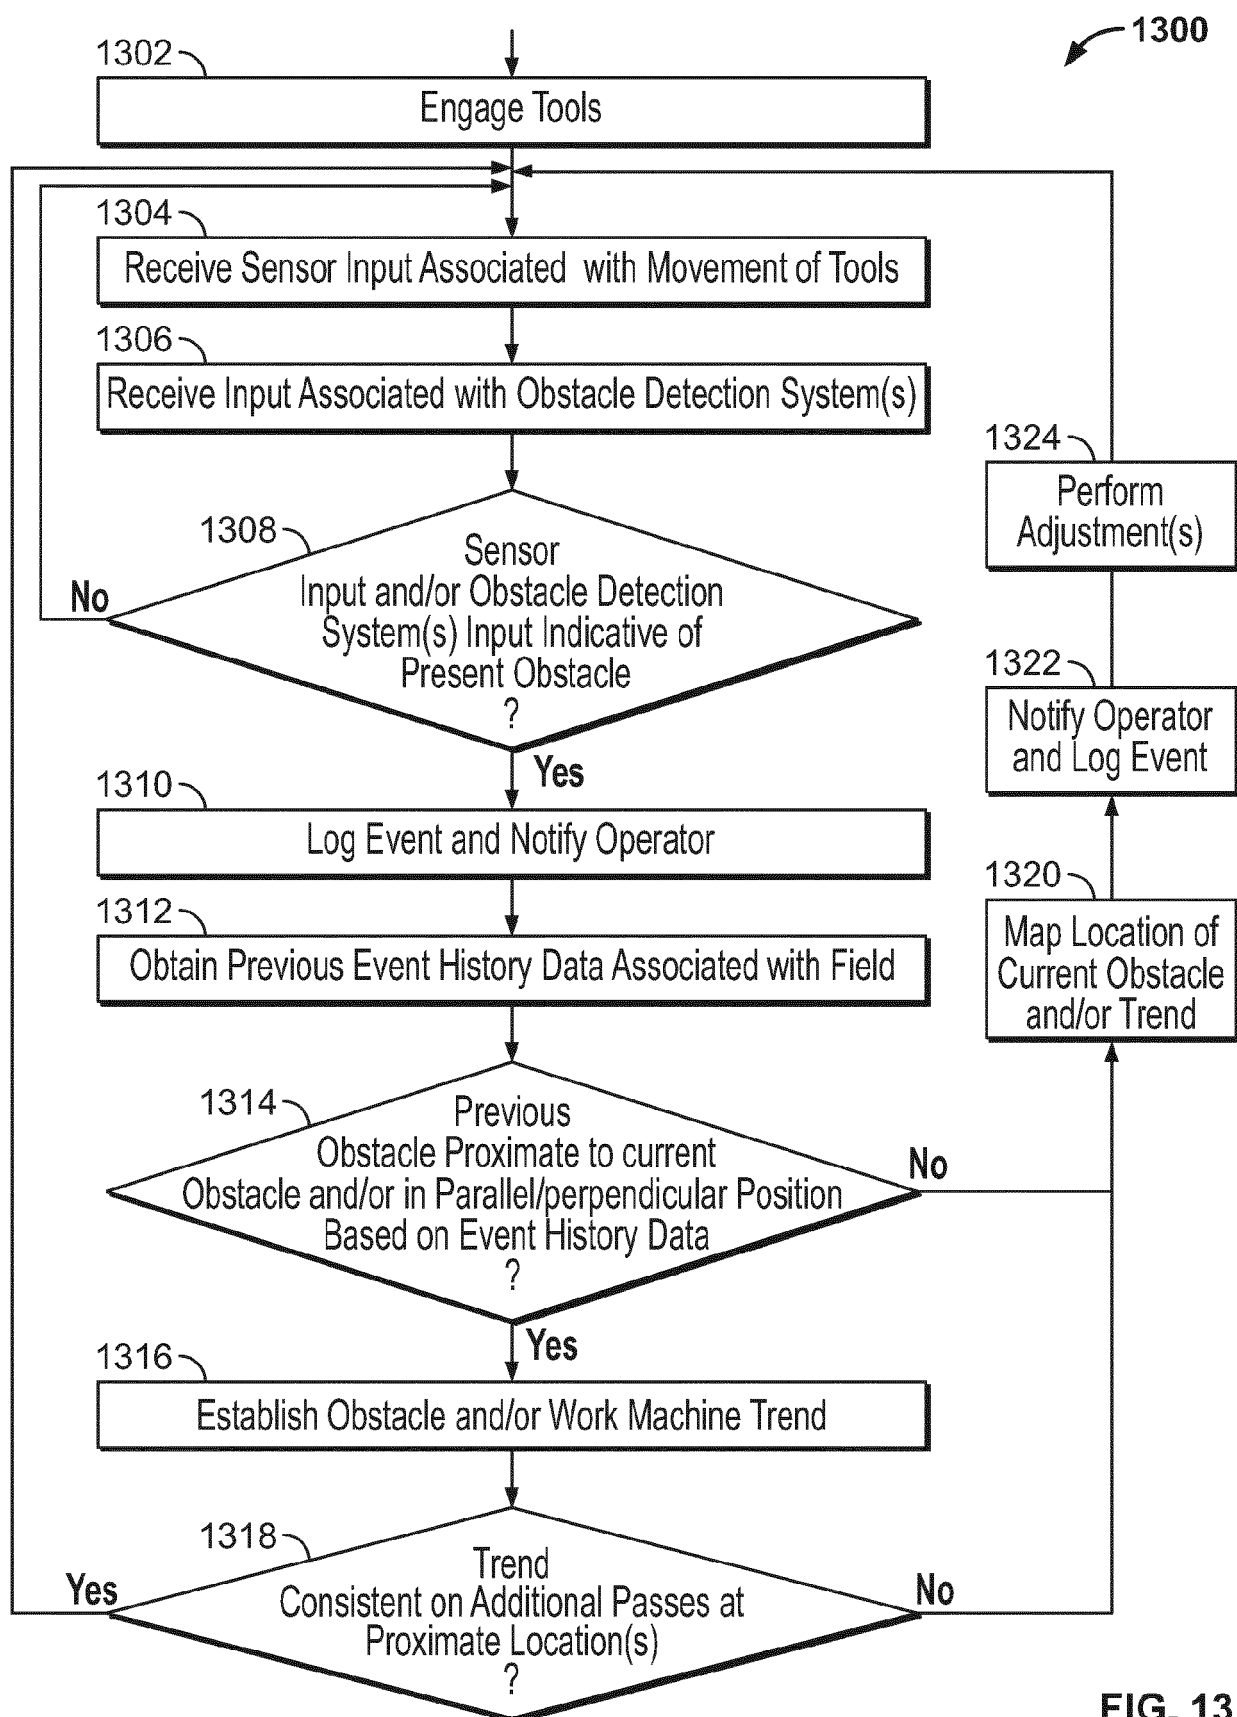 1300
1302
Engage Tools
1304
Receive Sensor Input Associated with Movement of Tools
1306
Receive Input Associated with Obstacle Detection System(s)
1308
Sensor
Input and/or Obstacle Detection
System(s) Input Indicative of
Present Obstacle
?
No
Yes
1310
Log Event and Notify Operator
1312
Obtain Previous Event History Data Associated with Field
1314
Previous
Obstacle Proximate to current
Obstacle and/or in Parallel/perpendicular Position
Based on Event History Data
?
No
Yes
1316
Establish Obstacle and/or Work Machine Trend
1318
Trend
Consistent on Additional Passes at
Proximate Location(s)
?
Yes
No
1320
Map Location of
Current Obstacle
and/or Trend
1322
Notify Operator
and Log Event
1324
Perform
Adjustment(s)
FIG. 13